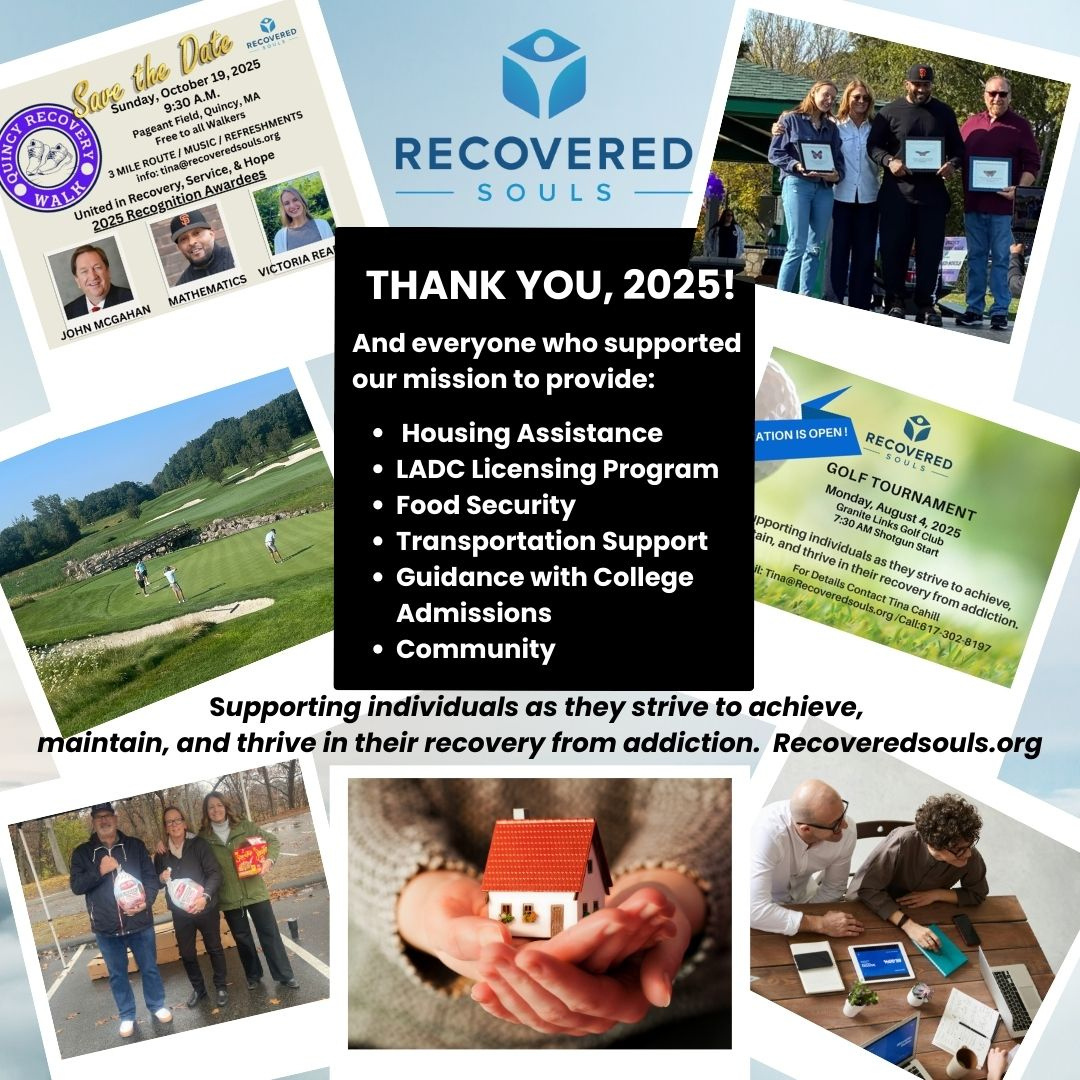 Save the Date
RECOVERED
SOULS
Sunday, October 19, 2025
9:30 A.M.
Pageant Field, Quincy, MA
Free to all Walkers
3 MILE ROUTE / MUSIC / REFRESHMENTS
info: tina@recoveredsouls.org
United in Recovery, Service, & Hope
2025 Recognition Awardees
QUINCY RECOVERY
WALK
JOHN MCGAHAN
MATHEMATICS
VICTORIA
RECOVERED
SOULS
THANK YOU, 2025!
And everyone who supported
our mission to provide:
• Housing Assistance
• LADC Licensing Program
• Food Security
• Transportation Support
• Guidance with College
Admissions
• Community
ATION IS OPEN !
RECOVERED
SOULS
GOLF TOURNAMENT
Monday, August 4, 2025
Granite Links Golf Club
7:30 AM Shotgun Start
pporting individuals as they strive to achieve,
tain, and thrive in their recovery from addiction.
For Details Contact Tina Cahill
il: Tina@Recoveredsouls.org /Call:617-302-8197
Supporting individuals as they strive to achieve,
maintain, and thrive in their recovery from addiction. Recoveredsouls.org